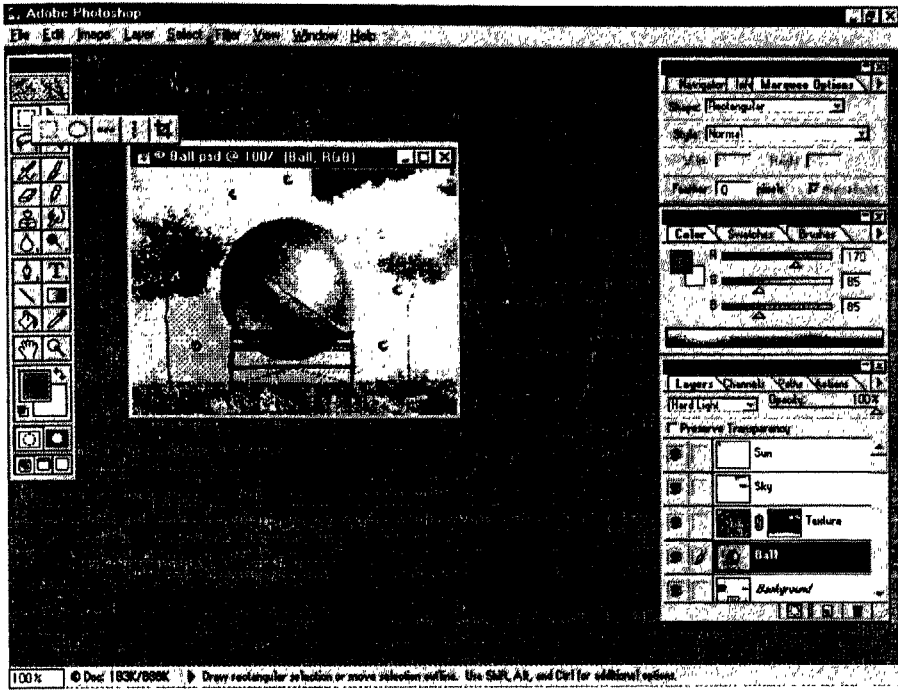 Adobe Photoshop
File Edit Image Layer Select Filter View Window Help
Navigator Marquee Options
Shape: Rectangular
Style: Normal
Width: Height:
Feather: 0 pixels
Ball.psd @ 100% (Ball, RGB)
Color Swatches Brushes
R 170
G 85
B 85
Layers Channels Paths Actions
Hard Light Opacity: 100%
Preserve Transparency
Sun
Sky
Texture
Ball
Background
100% Doc: 183K/888K Draw rectangular selection or move selection outline. Use Shift, Alt, and Ctrl for additional options.